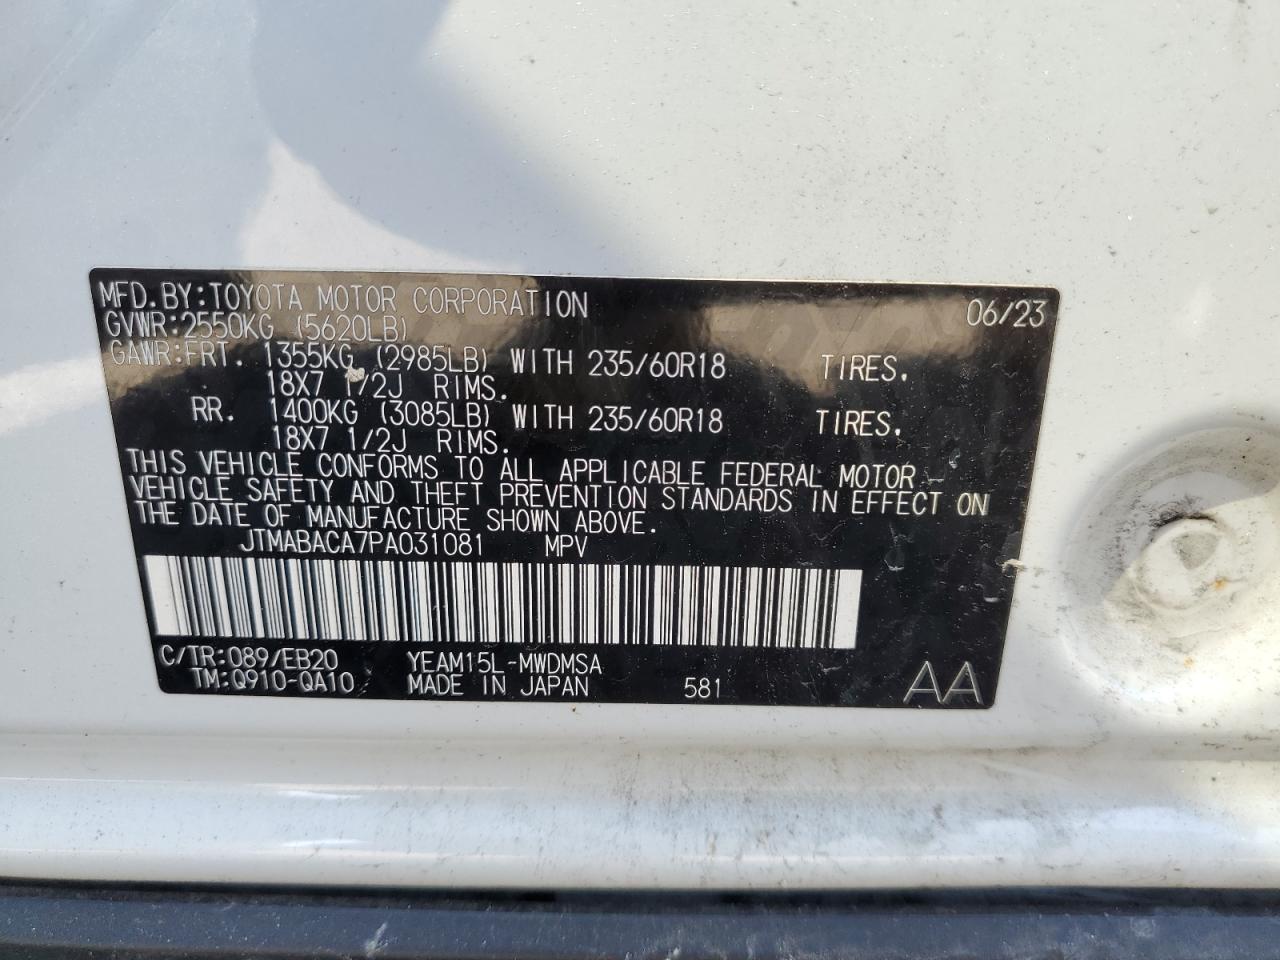 MFD.BY:TOYOTA MOTOR CORPORATION 06/23
GVWR:2550KG (5620LB)
GAWR:FRT. 1355KG (2985LB) WITH 235/60R18 TIRES.
18X7 1/2J RIMS.
RR. 1400KG (3085LB) WITH 235/60R18 TIRES.
18X7 1/2J RIMS.
THIS VEHICLE CONFORMS TO ALL APPLICABLE FEDERAL MOTOR
VEHICLE SAFETY AND THEFT PREVENTION STANDARDS IN EFFECT ON
THE DATE OF MANUFACTURE SHOWN ABOVE.
JTMABACA7PA031081 MPV
C/TR:089/EB20 YEAM15L-MWDMSA
TM:Q910-QA10 MADE IN JAPAN 581 AA